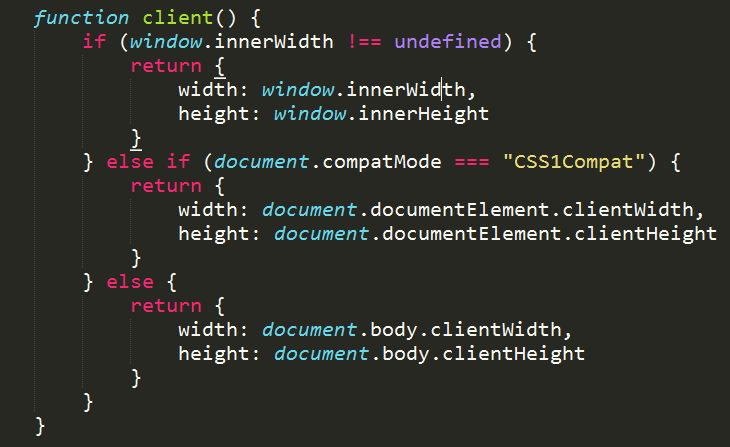 function client() {
    if (window.innerWidth !== undefined) {
        return {
            width: window.innerWidth,
            height: window.innerHeight
        }
    } else if (document.compatMode === "CSS1Compat") {
        return {
            width: document.documentElement.clientWidth,
            height: document.documentElement.clientHeight
        }
    } else {
        return {
            width: document.body.clientWidth,
            height: document.body.clientHeight
        }
    }
}